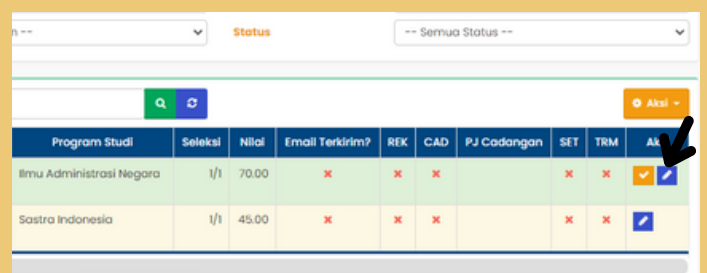 Status
-- Semua Status --
Aksi
Program Studi Seleksi Nilai Email Terkirim? REK CAD PJ Cadangan SET TRM
Ilmu Administrasi Negara 1/1 70.00
Sastra Indonesia 1/1 45.00